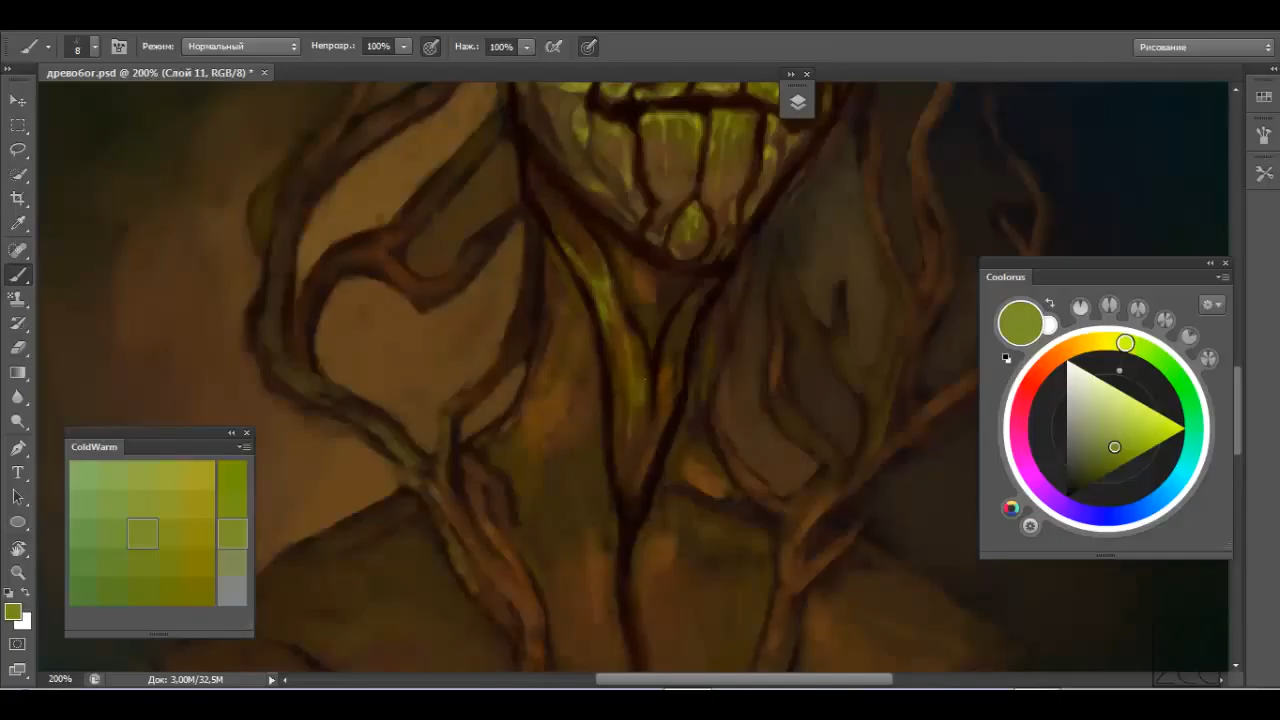 8 Режим: Нормальный Непрозр.: 100% Наж.: 100% Рисование
древобог.psd @ 200% (Слой 11, RGB/8) *
Coolorus
ColdWarm
200% Док: 3,00M/32,5M